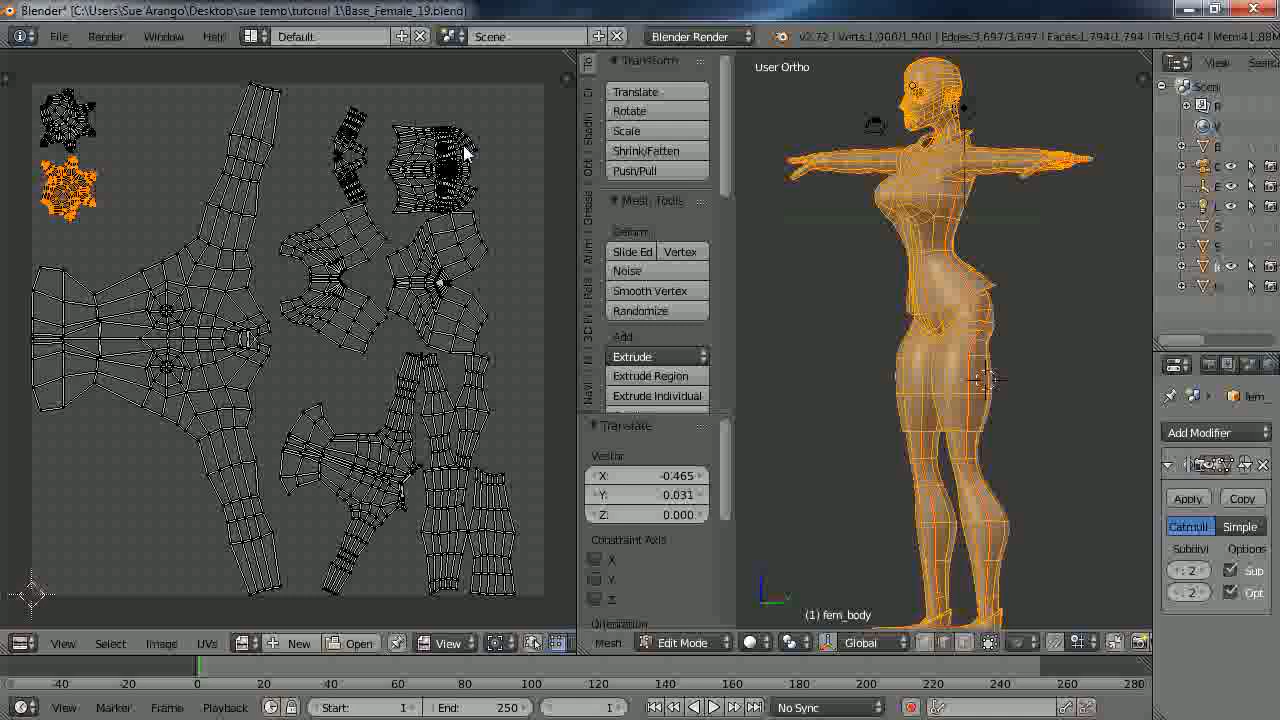 Blender* [C:\Users\Sue Arango\Desktop\sue temp\tutorial 1\Base_Female_19.blend]
File Render Window Help Default Scene Blender Render v2.72 | Verts:1,900/1,900 | Edges:3,697/3,697 | Faces:1,794/1,794 | Tris:3,604 | Mem:41.88M
Transform
User Ortho
View
Translate
Rotate
Scale
Shrink/Fatten
Push/Pull
Mesh Tools
Deform:
Slide Ed Vertex
Noise
Smooth Vertex
Randomize
Add:
Extrude
Extrude Region
Extrude Individual
Translate
Vector
X: -0.465
Y: 0.031
Z: 0.000
Constraint Axis
X
Y
Z
Orientation
Scen
R
V
B
C
E
L
S
S
fem_
Add Modifier
Apply Copy
Catmull Simple
Subdivi Options
: 2 Sup
: 2 Opt
(1) fem_body
View Select Image UVs New Open View Mesh Edit Mode Global
-40 -20 0 20 40 60 80 100 120 140 160 180 200 220 240 260 280
View Marker Frame Playback Start: 1 End: 250 1 No Sync